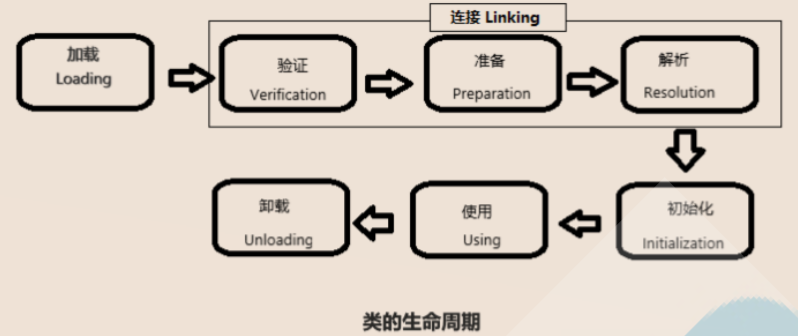 连接 Linking
加载
Loading
验证
Verification
准备
Preparation
解析
Resolution
初始化
Initialization
使用
Using
卸载
Unloading
类的生命周期